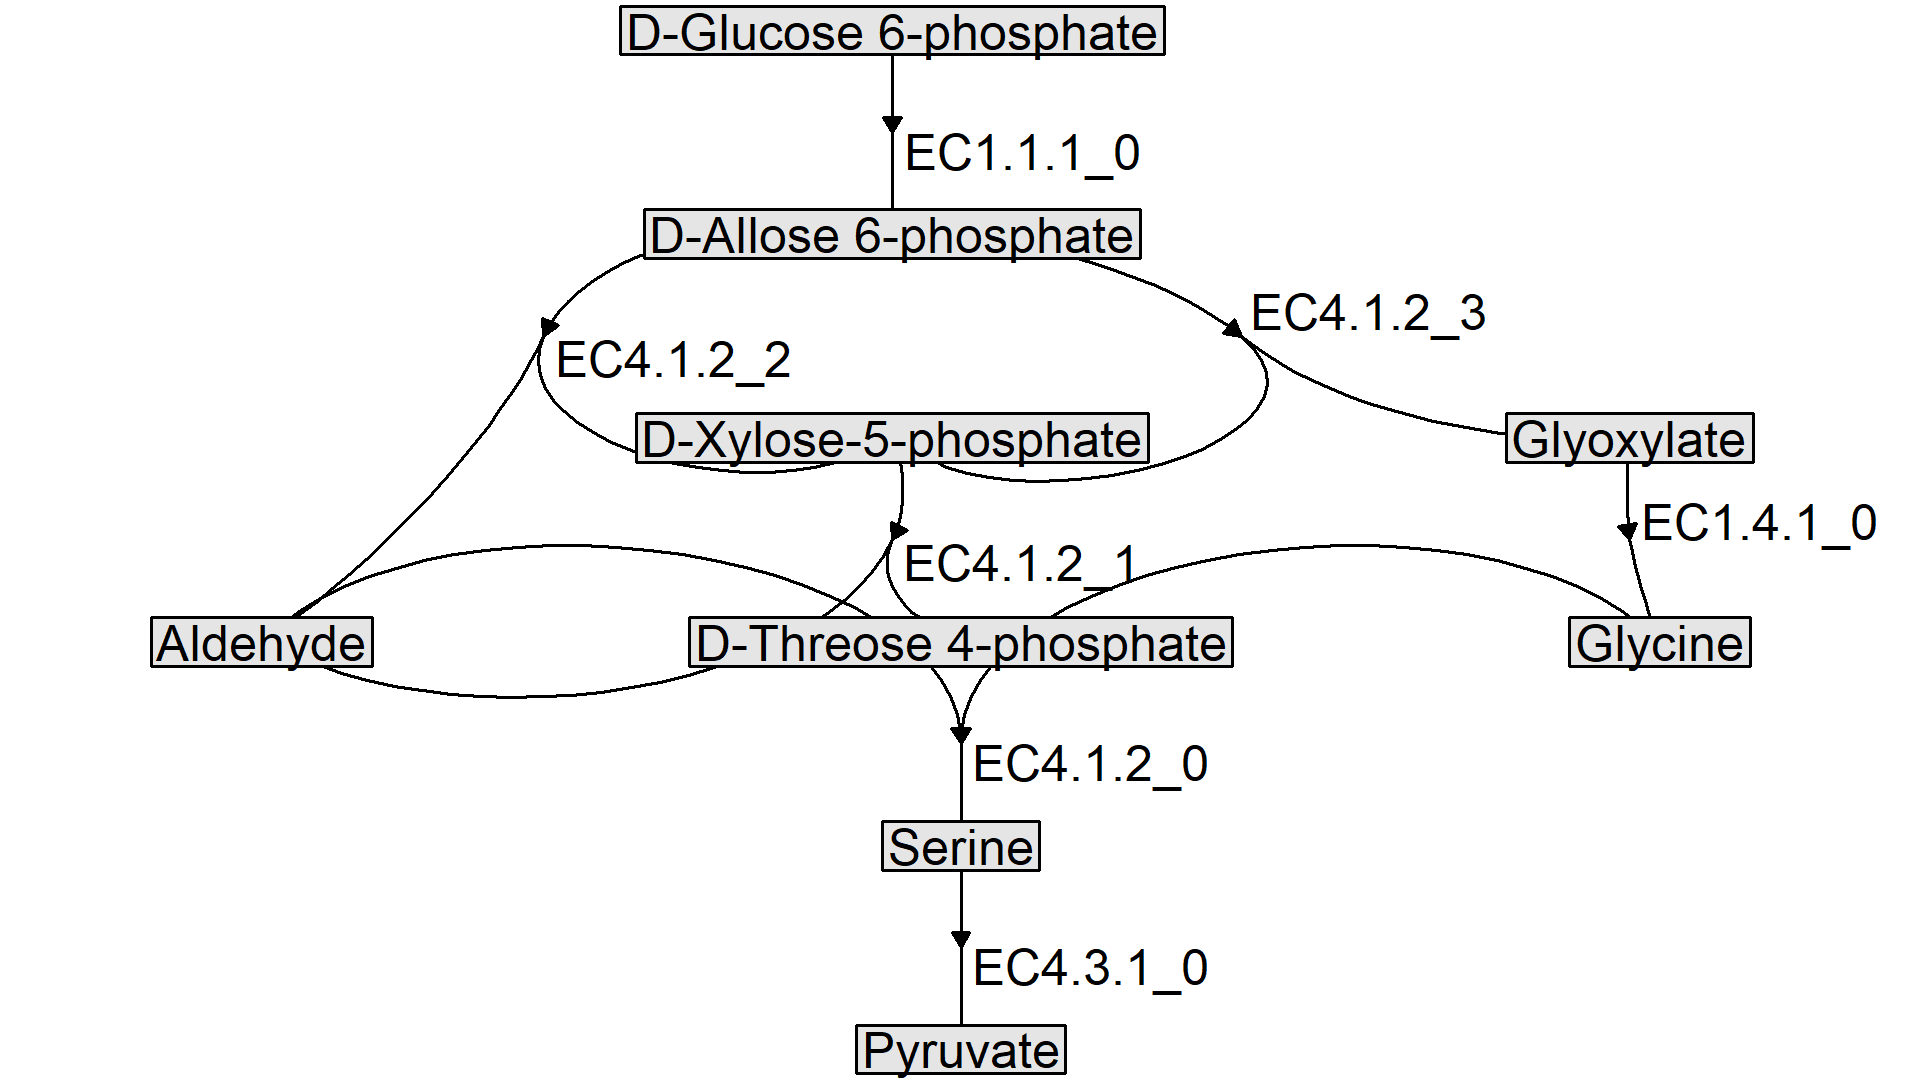 D-Glucose 6-phosphate
EC1.1.1_0
D-Allose 6-phosphate
EC4.1.2_3
EC4.1.2_2
D-Xylose-5-phosphate
Glyoxylate
EC1.4.1_0
EC4.1.2_1
Aldehyde
D-Threose 4-phosphate
Glycine
EC4.1.2_0
Serine
EC4.3.1_0
Pyruvate